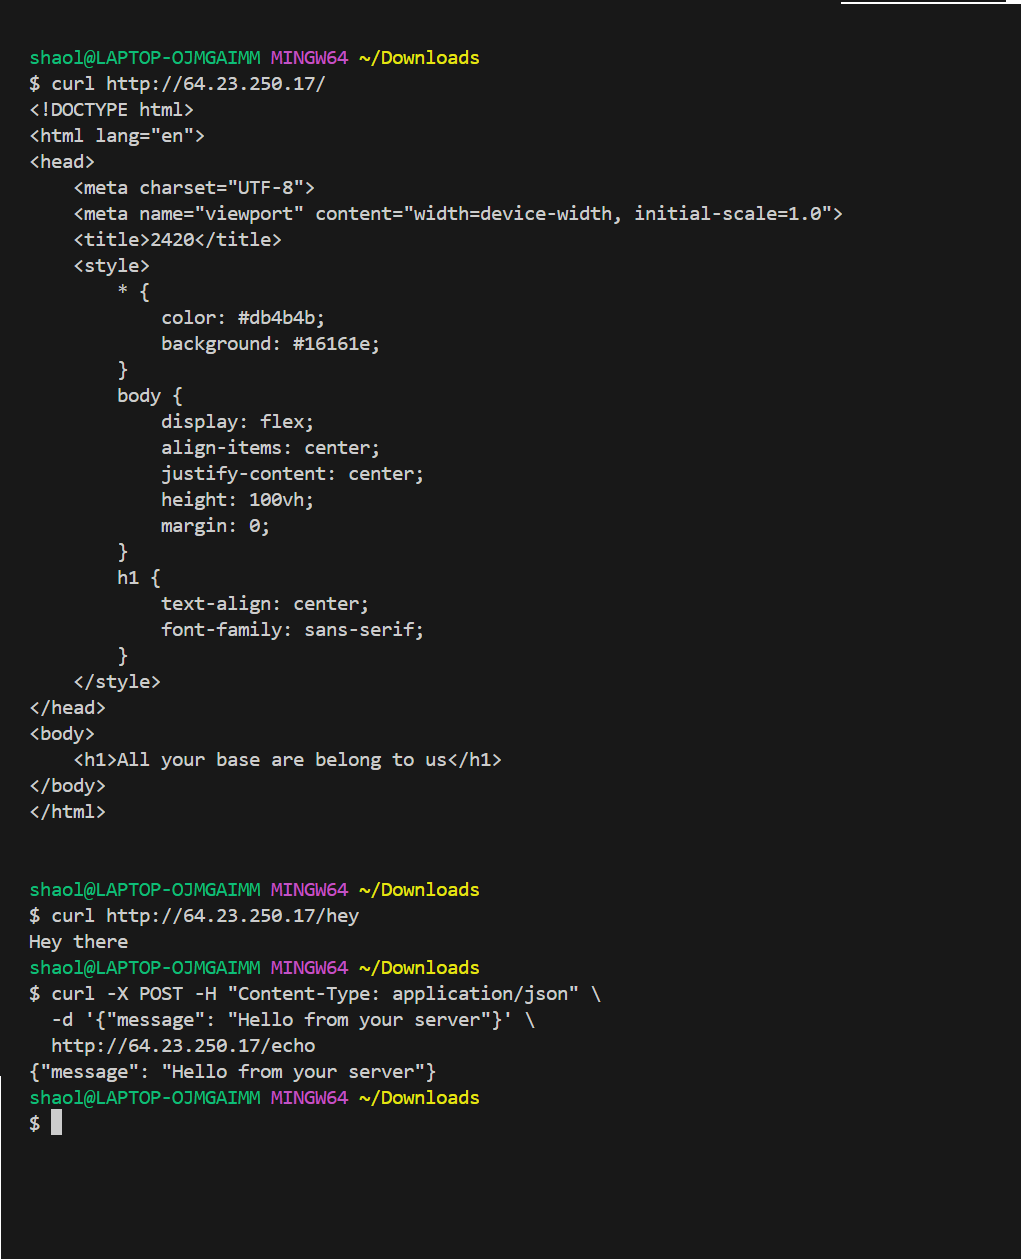 shaol@LAPTOP-OJMGAIMM MINGW64 ~/Downloads
$ curl http://64.23.250.17/
<!DOCTYPE html>
<html lang="en">
<head>
    <meta charset="UTF-8">
    <meta name="viewport" content="width=device-width, initial-scale=1.0">
    <title>2420</title>
    <style>
        * {
            color: #db4b4b;
            background: #16161e;
        }
        body {
            display: flex;
            align-items: center;
            justify-content: center;
            height: 100vh;
            margin: 0;
        }
        h1 {
            text-align: center;
            font-family: sans-serif;
        }
    </style>
</head>
<body>
    <h1>All your base are belong to us</h1>
</body>
</html>
shaol@LAPTOP-OJMGAIMM MINGW64 ~/Downloads
$ curl http://64.23.250.17/hey
Hey there
shaol@LAPTOP-OJMGAIMM MINGW64 ~/Downloads
$ curl -X POST -H "Content-Type: application/json" \
  -d '{"message": "Hello from your server"}' \
  http://64.23.250.17/echo
{"message": "Hello from your server"}
shaol@LAPTOP-OJMGAIMM MINGW64 ~/Downloads
$